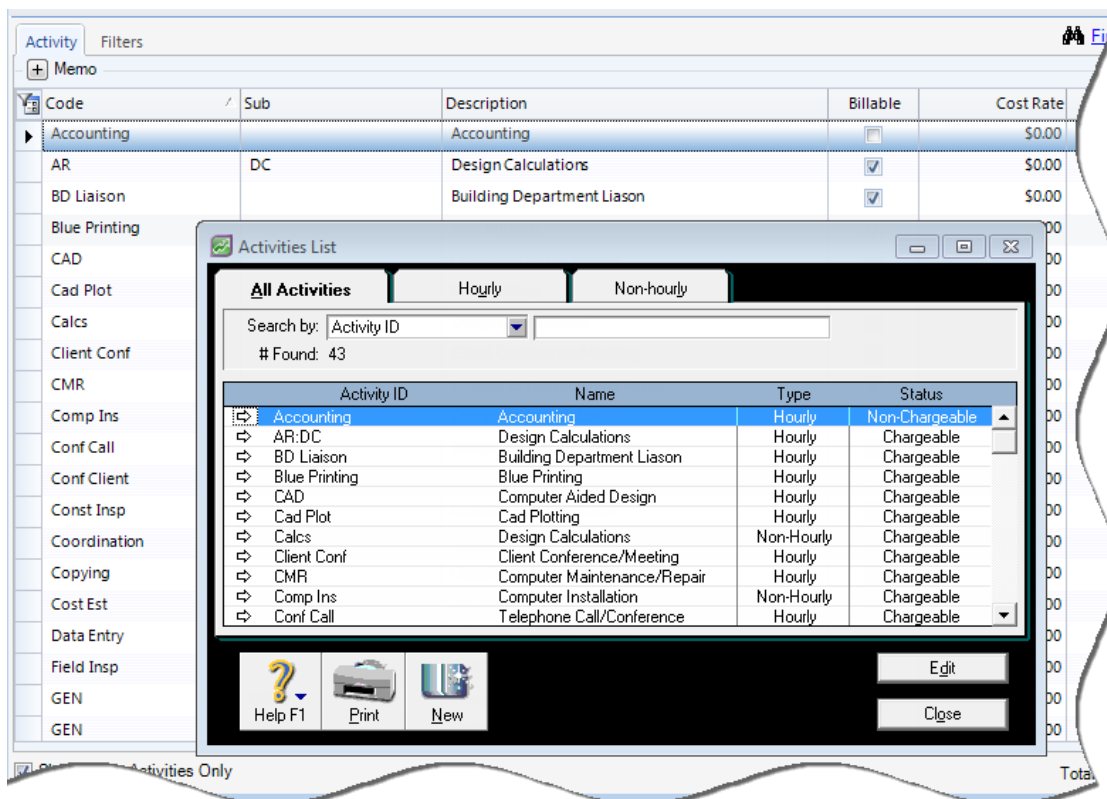 Activity Filters
Memo
Code Sub Description Billable Cost Rate
Accounting Accounting $0.00
AR DC Design Calculations $0.00
BD Liaison Building Department Liason $0.00
Blue Printing
CAD
Cad Plot
Calcs
Client Conf
CMR
Comp Ins
Conf Call
Conf Client
Const Insp
Coordination
Copying
Cost Est
Data Entry
Field Insp
GEN
GEN
Activities List
All Activities Hourly Non-hourly
Search by: Activity ID
# Found: 43
Activity ID Name Type Status
Accounting Accounting Hourly Non-Chargeable
AR:DC Design Calculations Hourly Chargeable
BD Liaison Building Department Liason Hourly Chargeable
Blue Printing Blue Printing Hourly Chargeable
CAD Computer Aided Design Hourly Chargeable
Cad Plot Cad Plotting Hourly Chargeable
Calcs Design Calculations Non-Hourly Chargeable
Client Conf Client Conference/Meeting Hourly Chargeable
CMR Computer Maintenance/Repair Hourly Chargeable
Comp Ins Computer Installation Non-Hourly Chargeable
Conf Call Telephone Call/Conference Hourly Chargeable
Help F1 Print New
Edit
Close
Activities Only